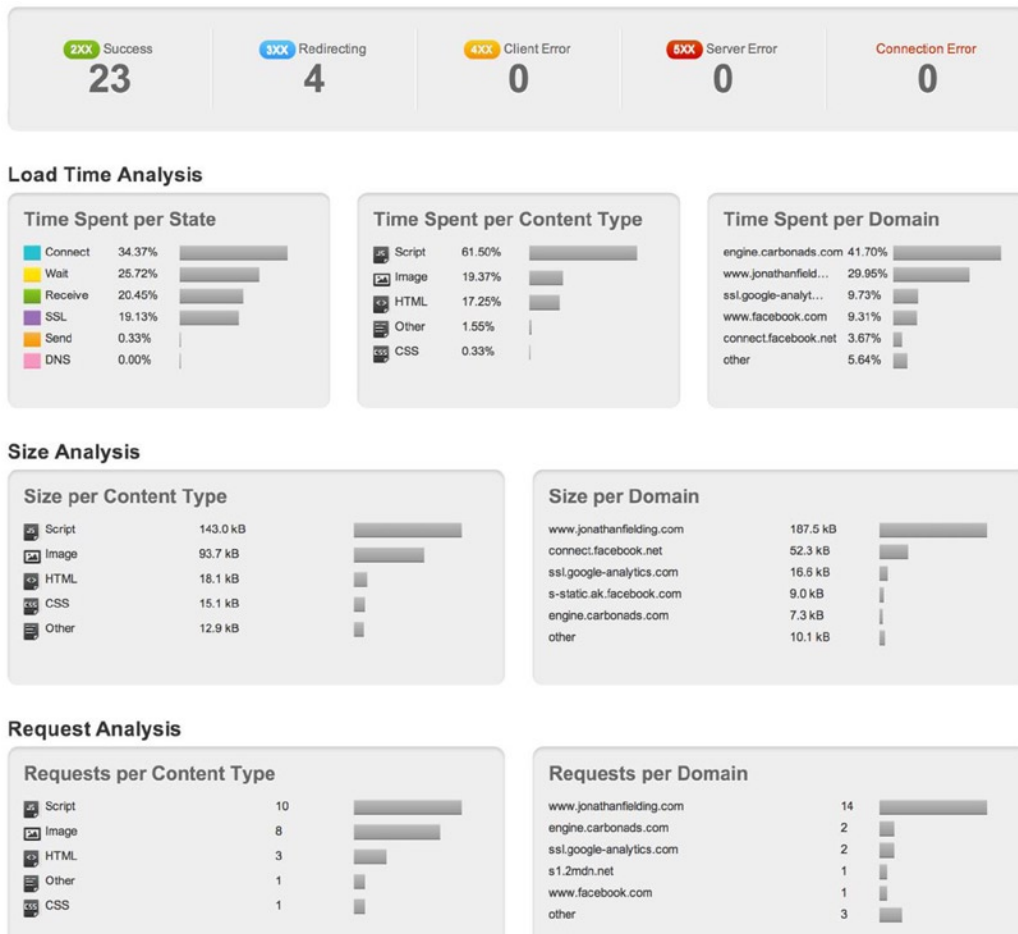 2XX Success
23
3XX Redirecting
4
4XX Client Error
0
5XX Server Error
0
Connection Error
0
Load Time Analysis
Time Spent per State
Connect 34.37%
Wait 25.72%
Receive 20.45%
SSL 19.13%
Send 0.33%
DNS 0.00%
Time Spent per Content Type
JS Script 61.50%
Image 19.37%
HTML 17.25%
Other 1.55%
CSS CSS 0.33%
Time Spent per Domain
engine.carbonads.com 41.70%
www.jonathanfield... 29.95%
ssl.google-analyt... 9.73%
www.facebook.com 9.31%
connect.facebook.net 3.67%
other 5.64%
Size Analysis
Size per Content Type
JS Script 143.0 kB
Image 93.7 kB
HTML 18.1 kB
CSS CSS 15.1 kB
Other 12.9 kB
Size per Domain
www.jonathanfielding.com 187.5 kB
connect.facebook.net 52.3 kB
ssl.google-analytics.com 16.6 kB
s-static.ak.facebook.com 9.0 kB
engine.carbonads.com 7.3 kB
other 10.1 kB
Request Analysis
Requests per Content Type
JS Script 10
Image 8
HTML 3
Other 1
CSS CSS 1
Requests per Domain
www.jonathanfielding.com 14
engine.carbonads.com 2
ssl.google-analytics.com 2
s1.2mdn.net 1
www.facebook.com 1
other 3